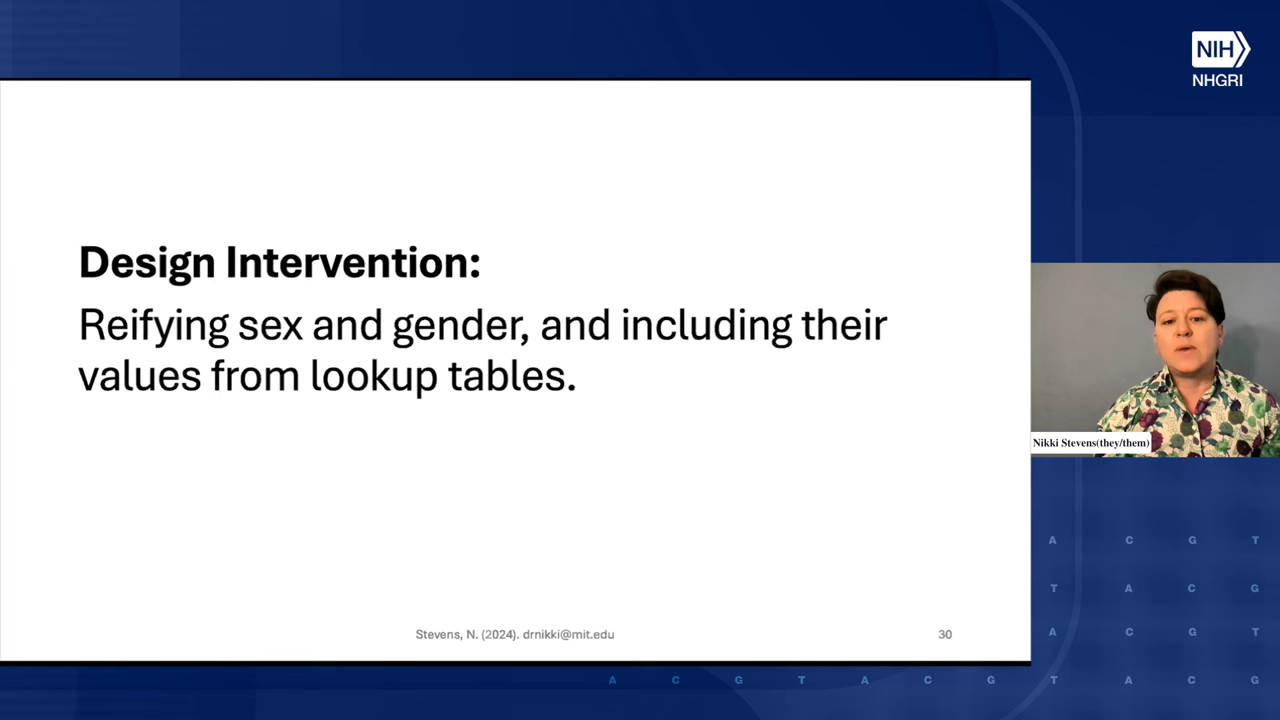 NIH
NHGRI
Design Intervention:
Reifying sex and gender, and including their
values from lookup tables.
Nikki Stevens(they/them)
Stevens, N. (2024). drnikki@mit.edu
30
A C G T
T A C G
A C G T
A C G T A C G T A C G